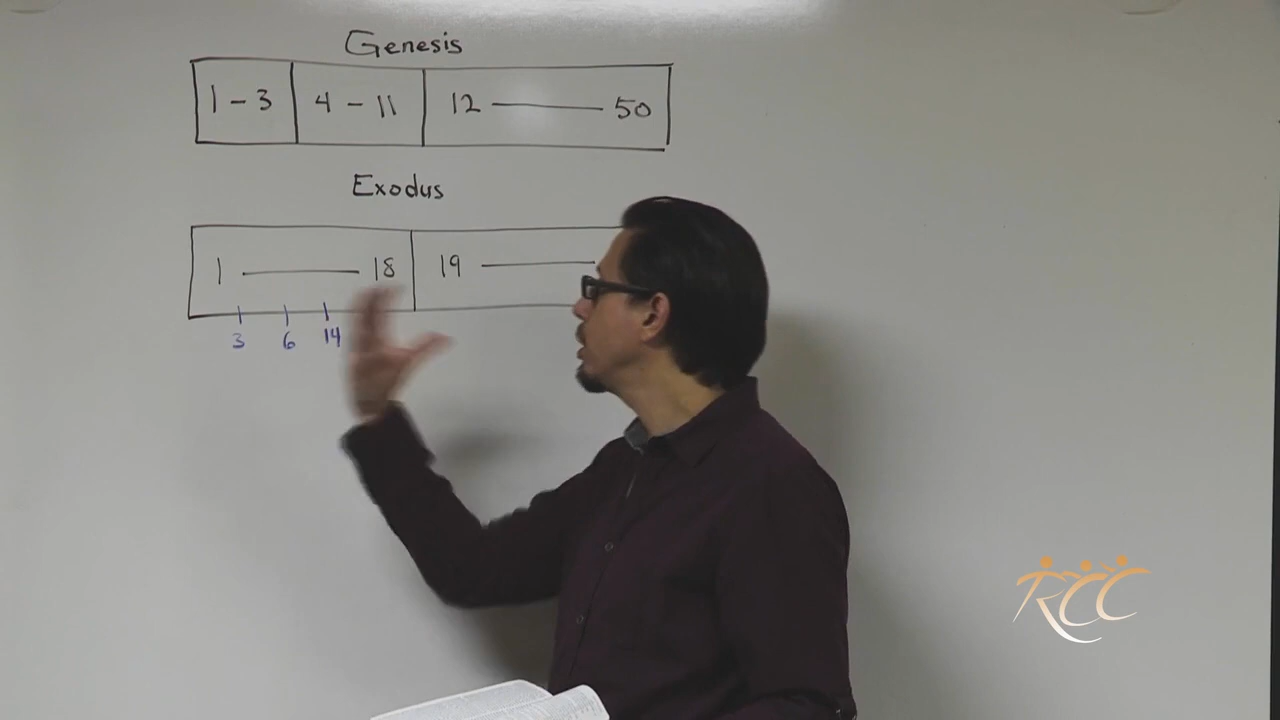 Genesis
1 - 3 4 - 11 12 — 50
Exodus
1 — 18 19 —
3 6 14
RCC